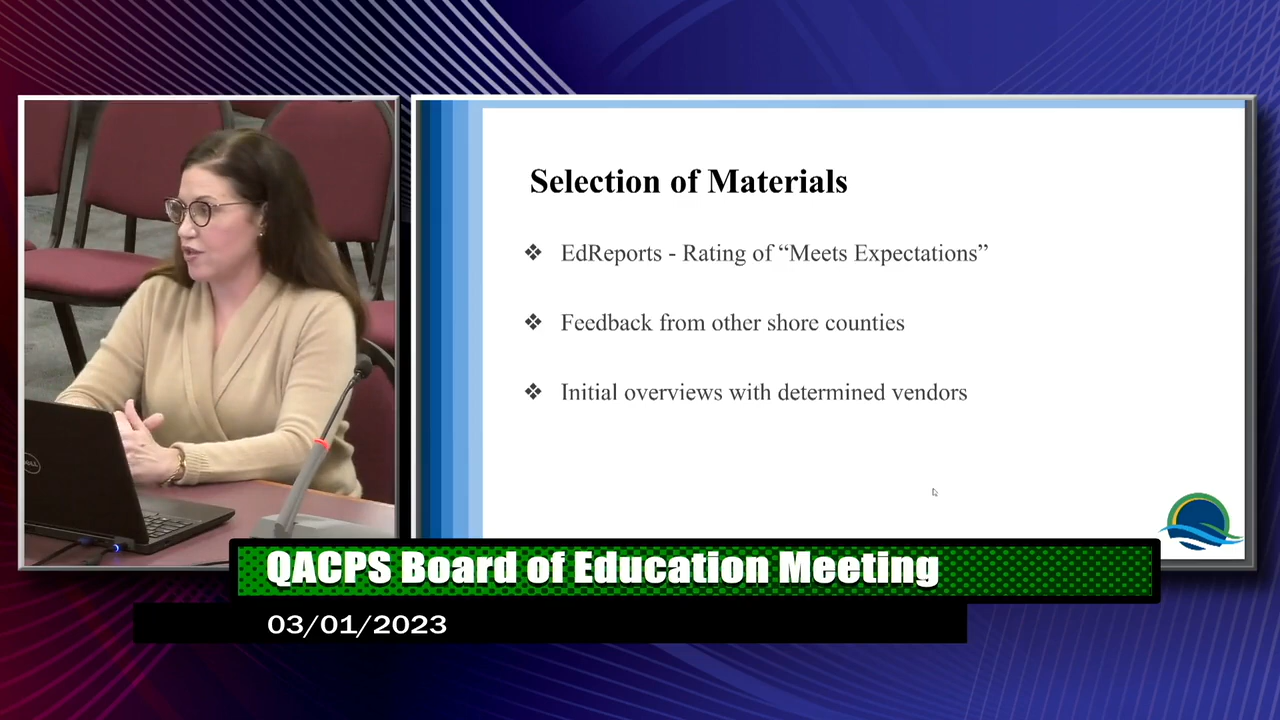 Selection of Materials
❖ EdReports - Rating of “Meets Expectations”
❖ Feedback from other shore counties
❖ Initial overviews with determined vendors
DELL
QACPS Board of Education Meeting
03/01/2023